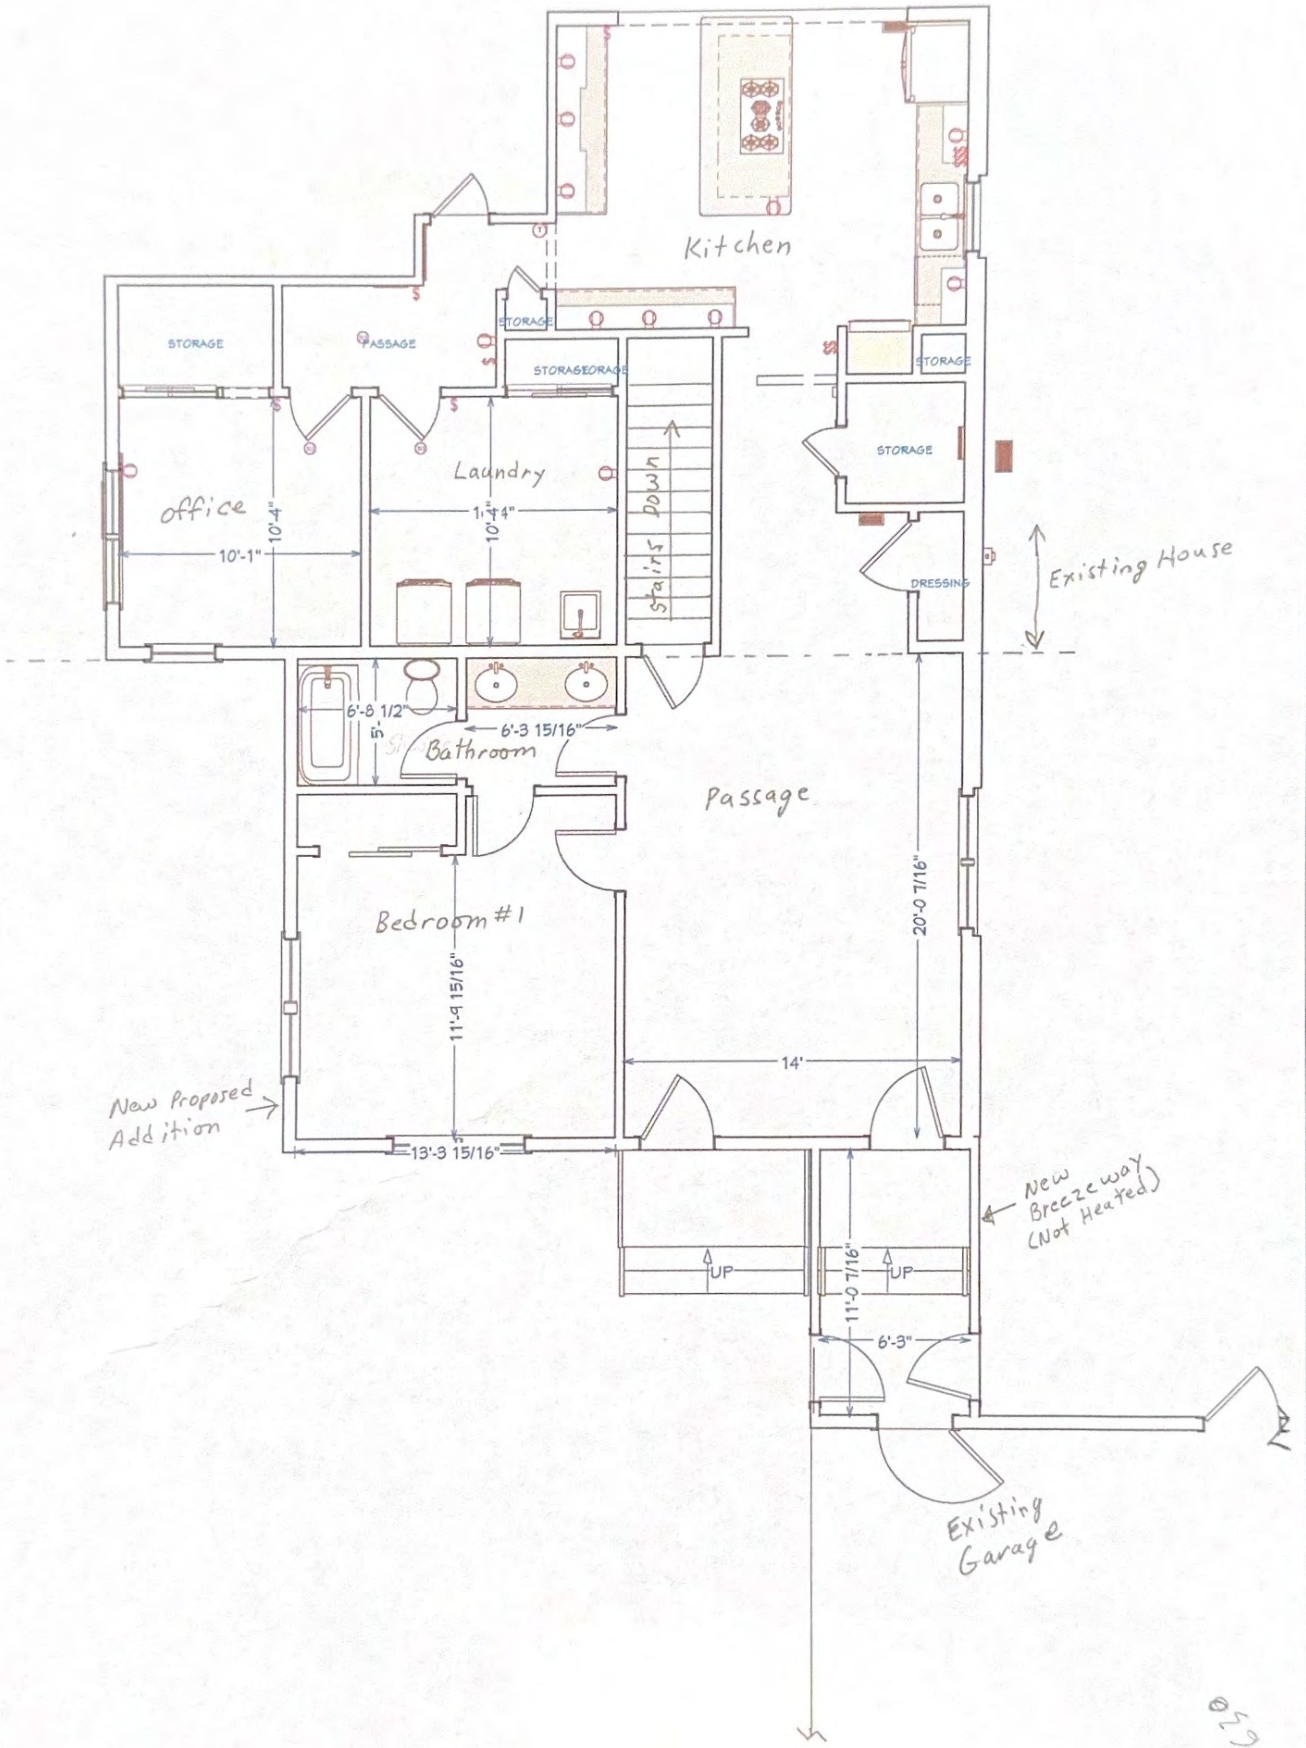 Kitchen
STORAGE
STORAGE
PASSAGE
STORAGE
STORAGE
STORAGE
Laundry
Office
10'-4"
10'-4"
10'-1"
Stairs Down
DRESSING
Existing House
6'-8 1/2"
5'
6'-3 15/16"
Bathroom
Passage
20'-0 7/16"
Bedroom #1
11'-9 15/16"
14'
New Proposed
Addition
13'-3 15/16"
New
Breezeway
(Not Heated)
UP
UP
11'-0 7/16"
6'-3"
Existing
Garage